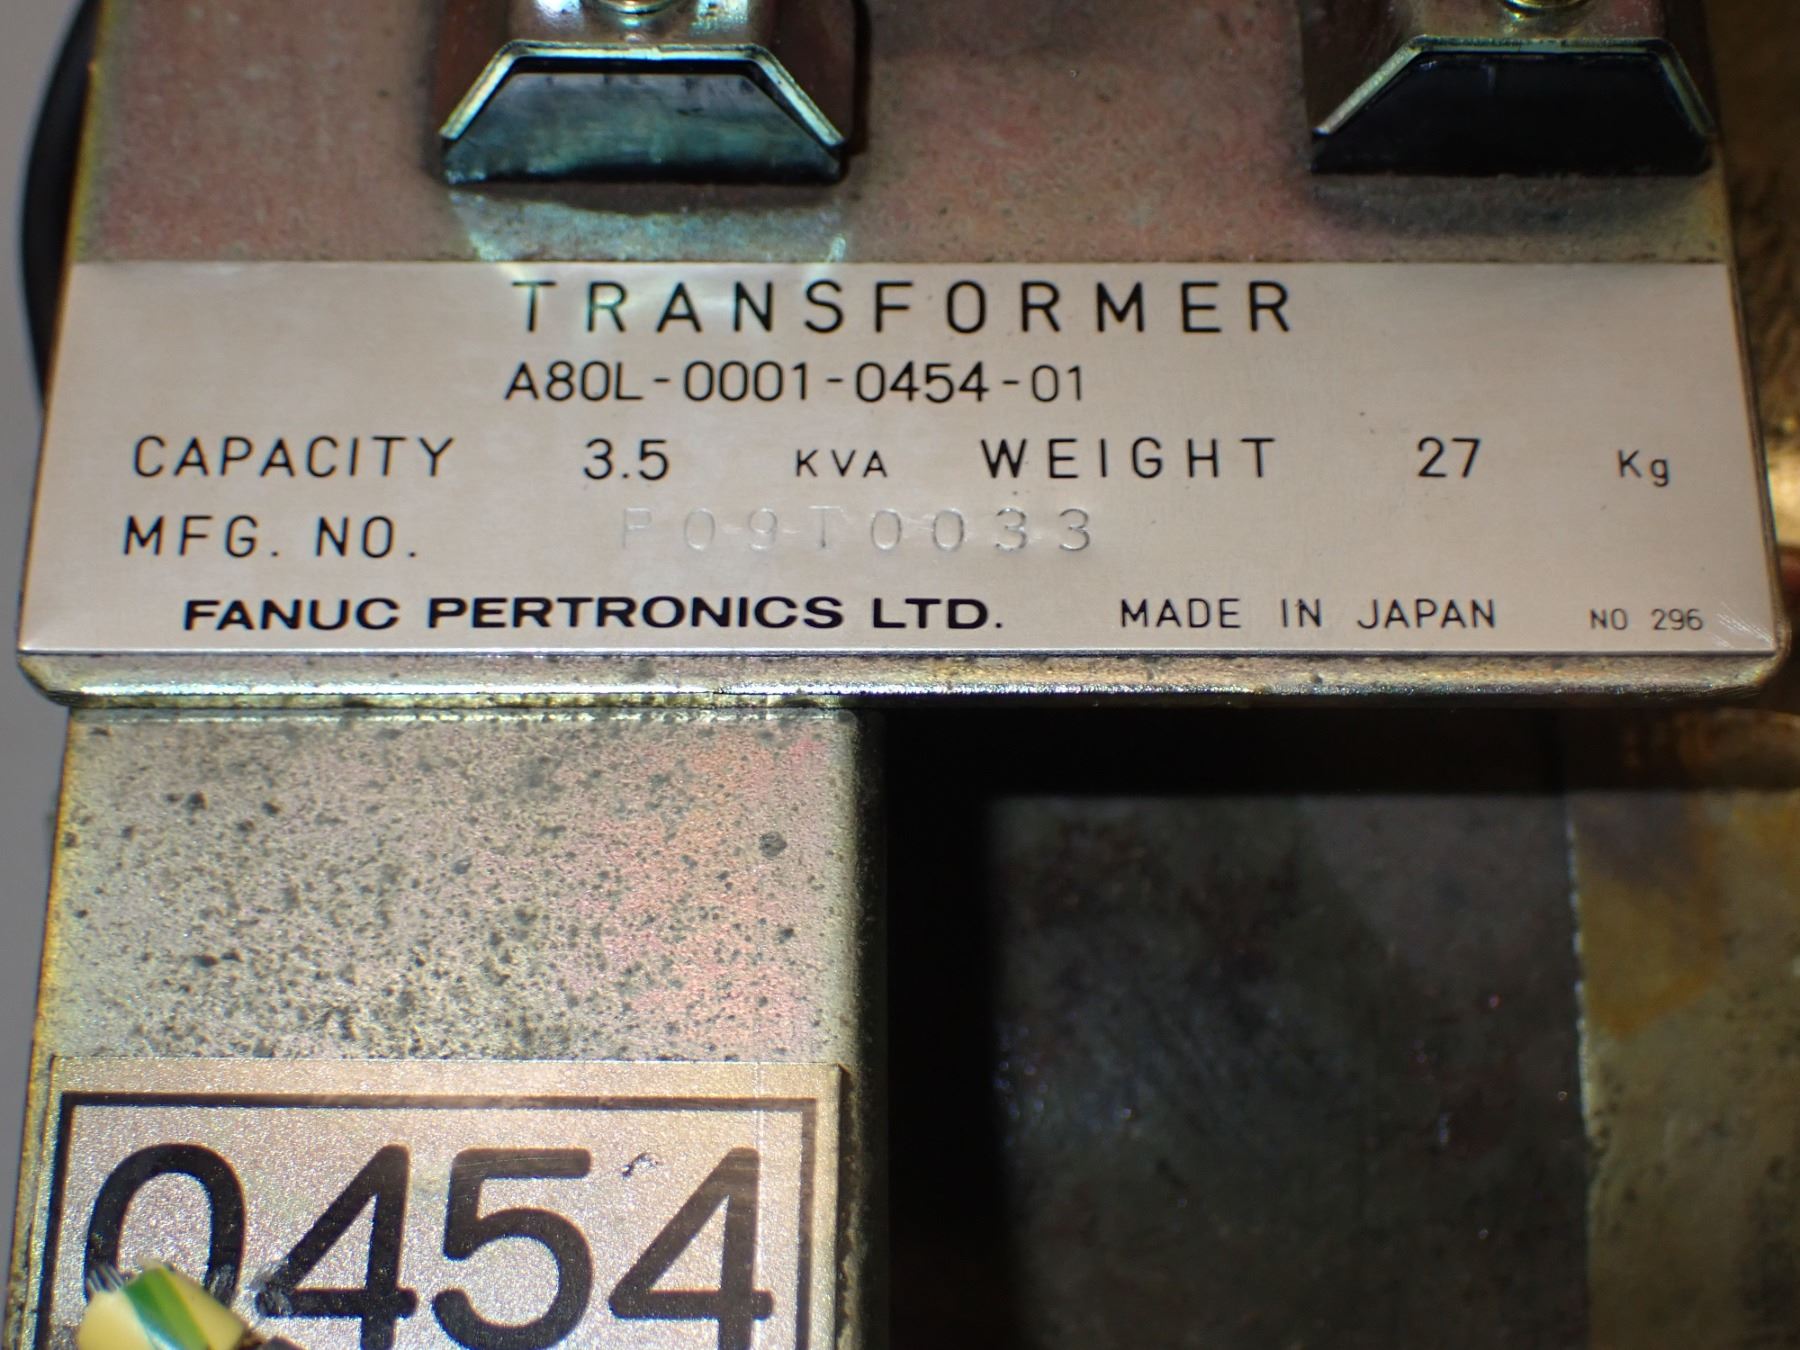 TRANSFORMER
A80L-0001-0454-01
CAPACITY 3.5 KVA WEIGHT 27 Kg
MFG. NO. P09T0033
FANUC PERTRONICS LTD. MADE IN JAPAN NO 296
0454